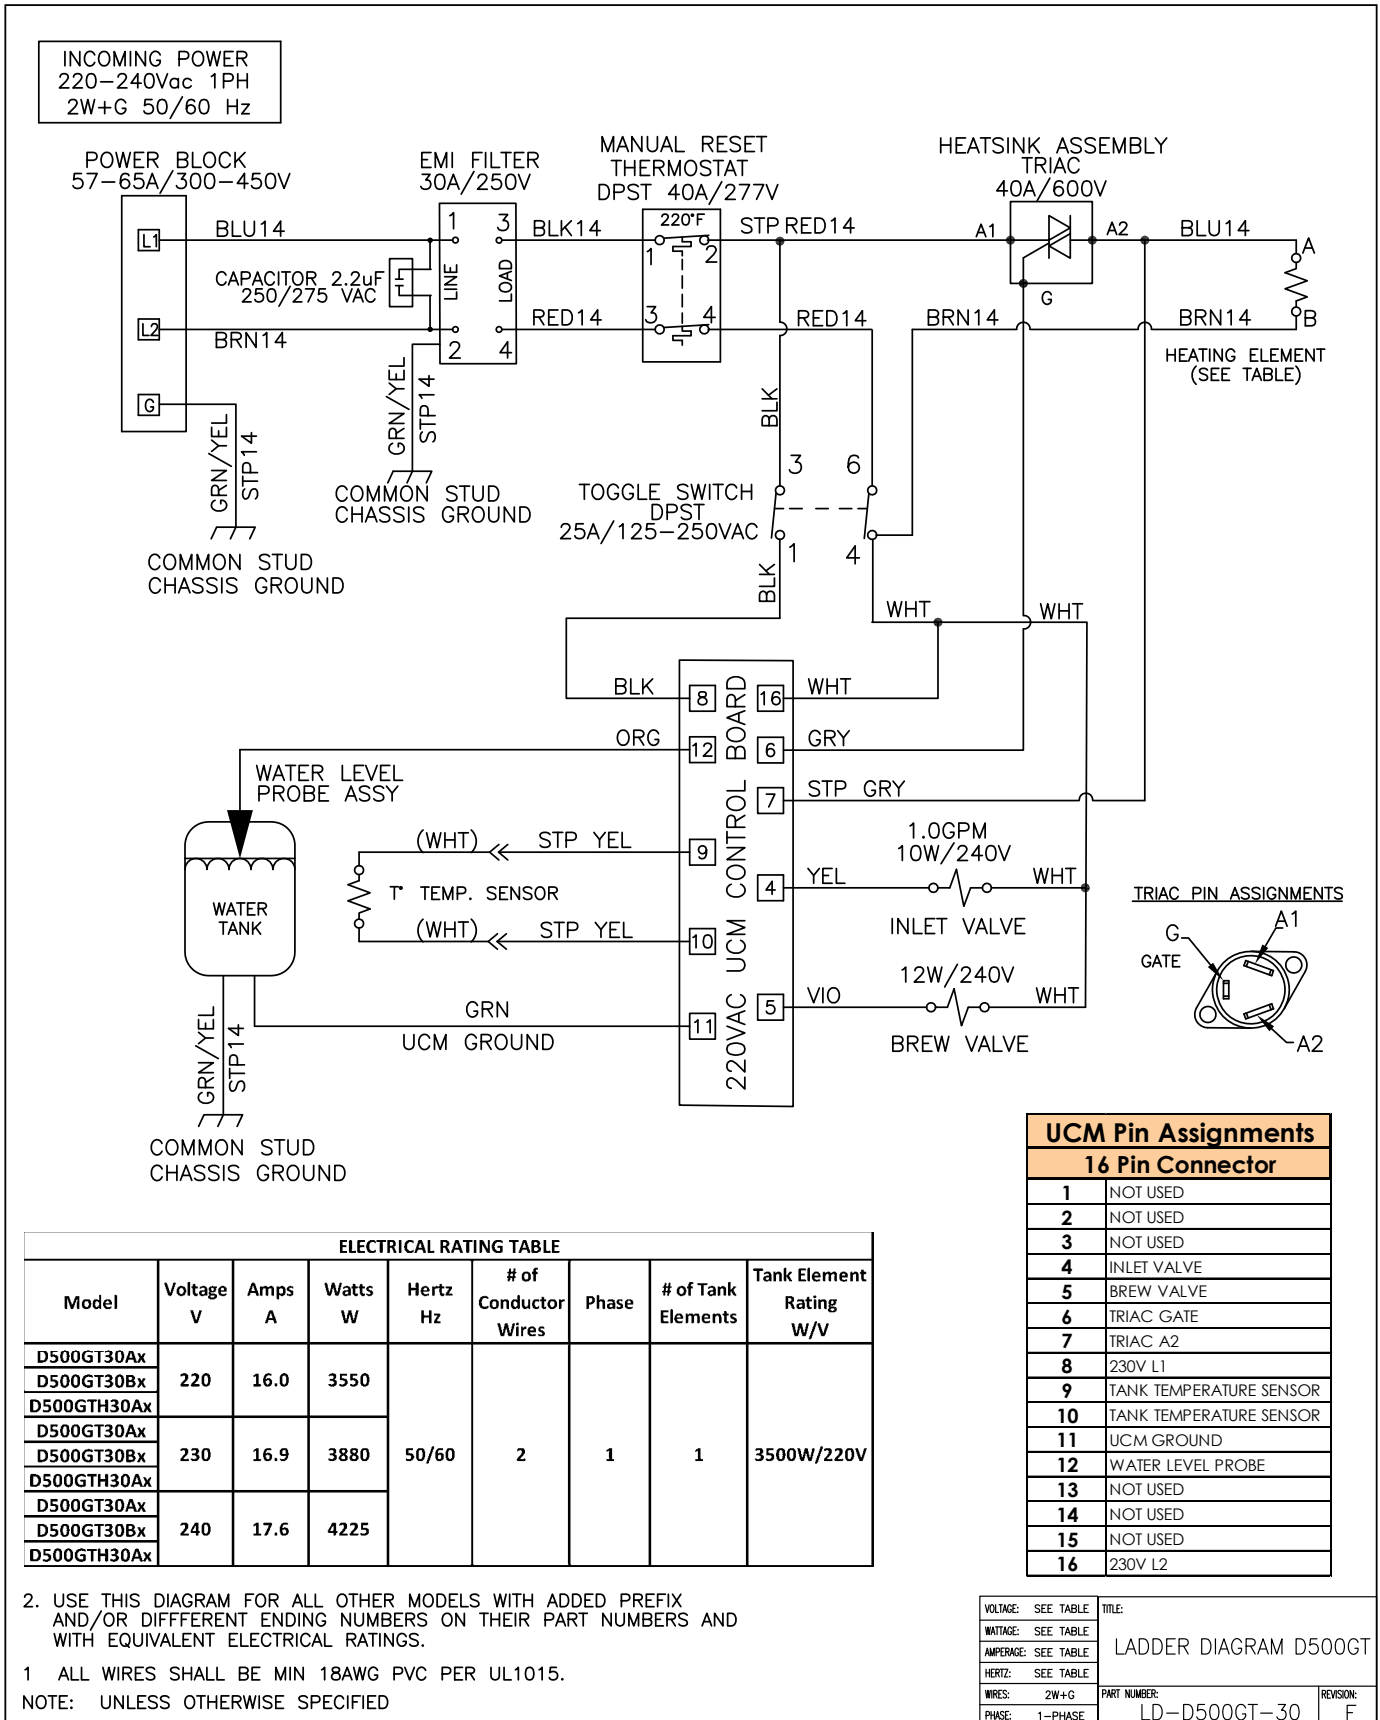 INCOMING POWER
220-240Vac 1PH
2W+G 50/60 Hz
POWER BLOCK
57-65A/300-450V
EMI FILTER
30A/250V
MANUAL RESET
THERMOSTAT
DPST 40A/277V
HEATSINK ASSEMBLY
TRIAC
40A/600V
L1
BLU14
1
3
BLK14
220°F
1
2
STP RED14
A1
A2
BLU14
A
CAPACITOR 2.2uF
250/275 VAC
LINE
LOAD
G
L2
BRN14
2
4
RED14
3
4
RED14
BRN14
BRN14
B
HEATING ELEMENT
(SEE TABLE)
G
GRN/YEL
STP14
GRN/YEL
STP14
BLK
COMMON STUD
CHASSIS GROUND
COMMON STUD
CHASSIS GROUND
3
6
TOGGLE SWITCH
DPST
25A/125-250VAC
1
4
BLK
WHT
WHT
BLK
8
16
WHT
ORG
12
6
GRY
7
STP GRY
220VAC UCM CONTROL BOARD
WATER LEVEL
PROBE ASSY
WATER
TANK
(WHT)
STP YEL
9
T° TEMP. SENSOR
(WHT)
STP YEL
10
4
YEL
1.0GPM
10W/240V
WHT
INLET VALVE
5
VIO
12W/240V
WHT
BREW VALVE
GRN
11
UCM GROUND
GRN/YEL
STP14
COMMON STUD
CHASSIS GROUND
TRIAC PIN ASSIGNMENTS
A1
G
GATE
A2
UCM Pin Assignments
16 Pin Connector
1 NOT USED
2 NOT USED
3 NOT USED
4 INLET VALVE
5 BREW VALVE
6 TRIAC GATE
7 TRIAC A2
8 230V L1
9 TANK TEMPERATURE SENSOR
10 TANK TEMPERATURE SENSOR
11 UCM GROUND
12 WATER LEVEL PROBE
13 NOT USED
14 NOT USED
15 NOT USED
16 230V L2
ELECTRICAL RATING TABLE
Model Voltage V Amps A Watts W Hertz Hz # of Conductor Wires Phase # of Tank Elements Tank Element Rating W/V
D500GT30Ax
D500GT30Bx 220 16.0 3550
D500GTH30Ax
D500GT30Ax
D500GT30Bx 230 16.9 3880 50/60 2 1 1 3500W/220V
D500GTH30Ax
D500GT30Ax
D500GT30Bx 240 17.6 4225
D500GTH30Ax
2. USE THIS DIAGRAM FOR ALL OTHER MODELS WITH ADDED PREFIX
AND/OR DIFFFERENT ENDING NUMBERS ON THEIR PART NUMBERS AND
WITH EQUIVALENT ELECTRICAL RATINGS.
1 ALL WIRES SHALL BE MIN 18AWG PVC PER UL1015.
NOTE: UNLESS OTHERWISE SPECIFIED
VOLTAGE: SEE TABLE
WATTAGE: SEE TABLE
AMPERAGE: SEE TABLE
HERTZ: SEE TABLE
WIRES: 2W+G
PHASE: 1-PHASE
TITLE:
LADDER DIAGRAM D500GT
PART NUMBER:
LD-D500GT-30
REVISION: